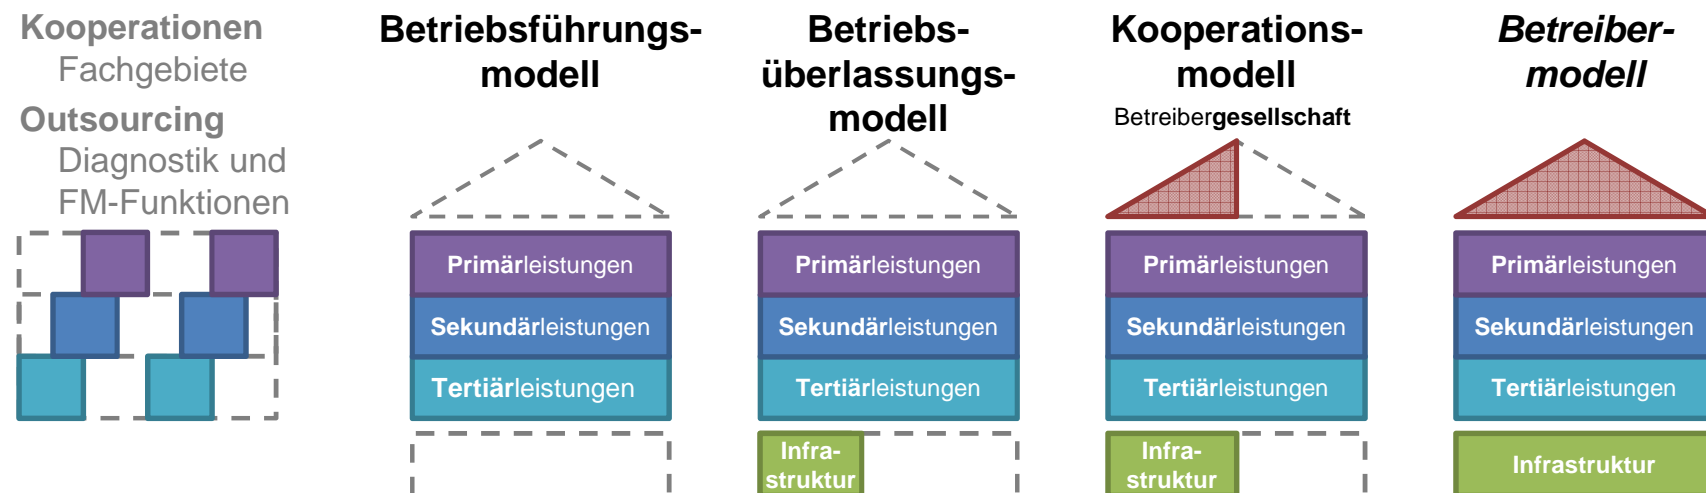 Kooperationen
Fachgebiete
Outsourcing
Diagnostik und
FM-Funktionen
Betriebsführungs-
modell
Primärleistungen
Sekundärleistungen
Tertiärleistungen
Betriebs-
überlassungs-
modell
Primärleistungen
Sekundärleistungen
Tertiärleistungen
Infra-
struktur
Kooperations-
modell
Betreibergesellschaft
Primärleistungen
Sekundärleistungen
Tertiärleistungen
Infra-
struktur
Betreiber-
modell
Primärleistungen
Sekundärleistungen
Tertiärleistungen
Infrastruktur